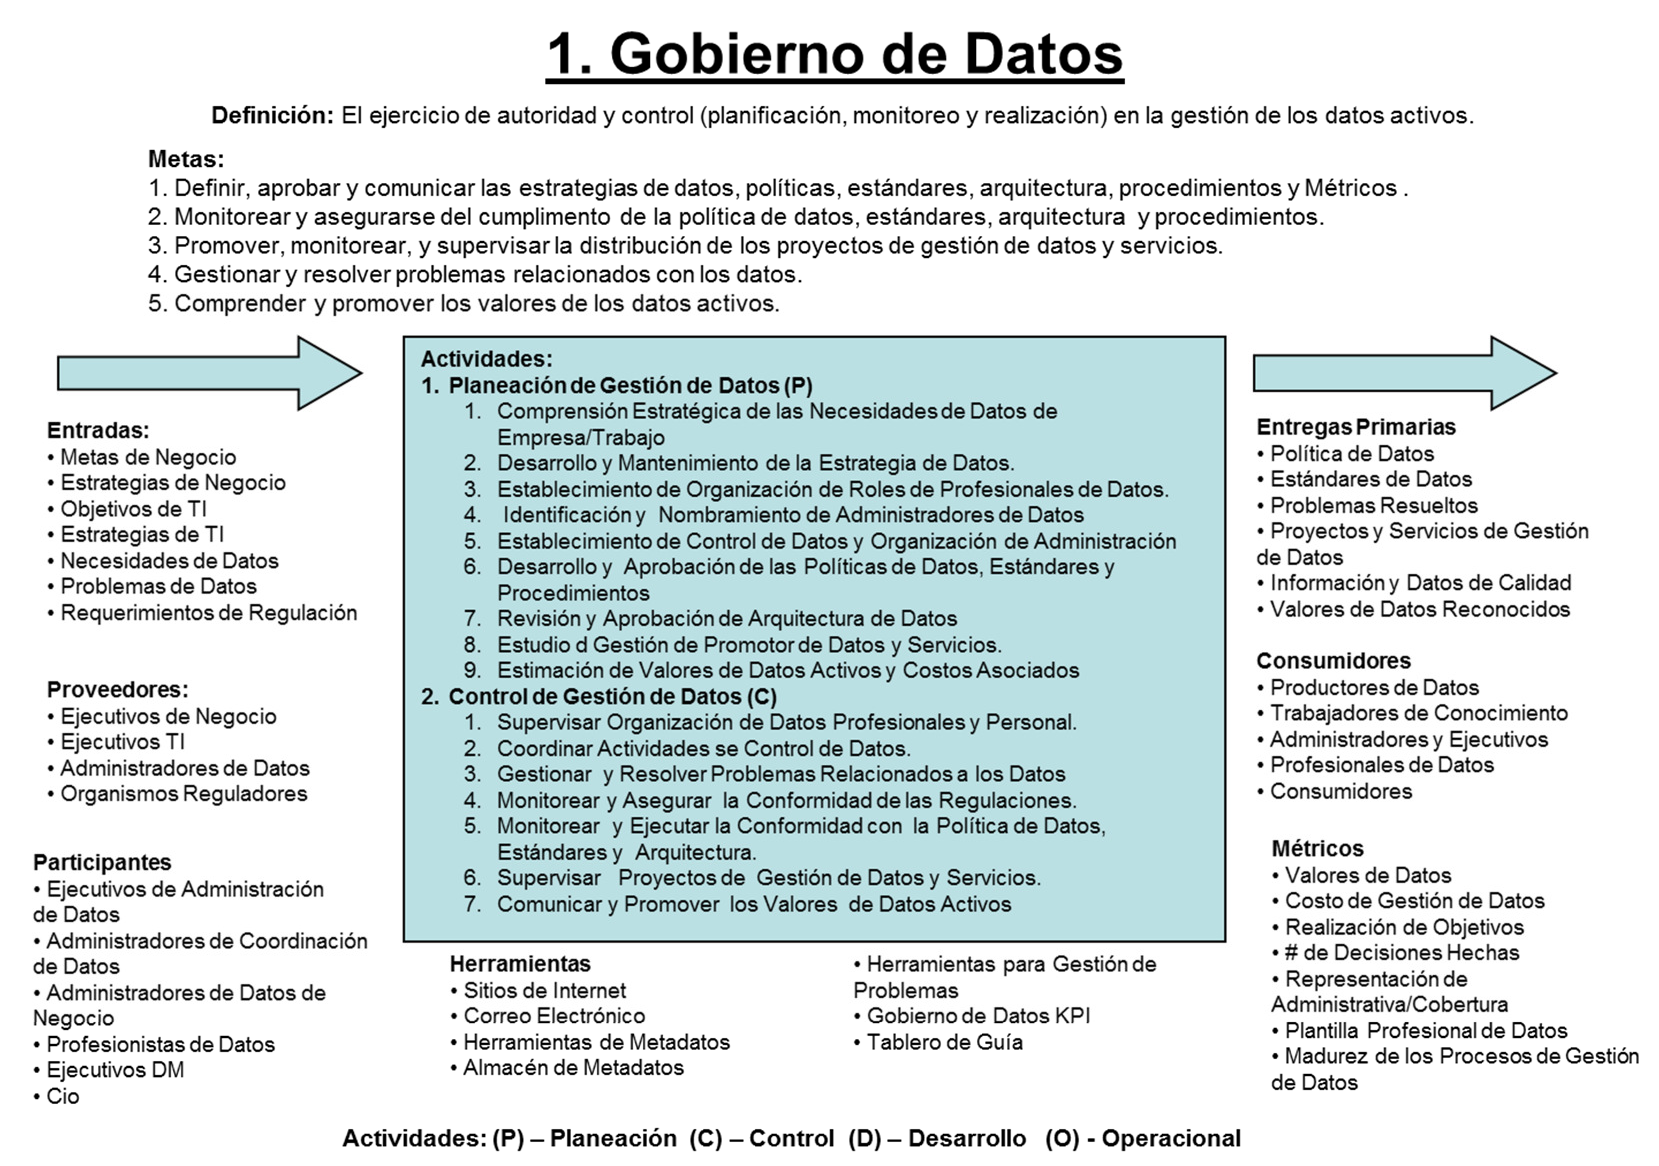 1. Gobierno de Datos
Definición: El ejercicio de autoridad y control (planificación, monitoreo y realización) en la gestión de los datos activos.
Metas:
1. Definir, aprobar y comunicar las estrategias de datos, políticas, estándares, arquitectura, procedimientos y Métricos .
2. Monitorear y asegurarse del cumplimento de la política de datos, estándares, arquitectura y procedimientos.
3. Promover, monitorear, y supervisar la distribución de los proyectos de gestión de datos y servicios.
4. Gestionar y resolver problemas relacionados con los datos.
5. Comprender y promover los valores de los datos activos.
Entradas:
• Metas de Negocio
• Estrategias de Negocio
• Objetivos de TI
• Estrategias de TI
• Necesidades de Datos
• Problemas de Datos
• Requerimientos de Regulación
Proveedores:
• Ejecutivos de Negocio
• Ejecutivos TI
• Administradores de Datos
• Organismos Reguladores
Participantes
• Ejecutivos de Administración
de Datos
• Administradores de Coordinación
de Datos
• Administradores de Datos de
Negocio
• Profesionistas de Datos
• Ejecutivos DM
• Cio
Actividades:
1. Planeación de Gestión de Datos (P)
1. Comprensión Estratégica de las Necesidades de Datos de
Empresa/Trabajo
2. Desarrollo y Mantenimiento de la Estrategia de Datos.
3. Establecimiento de Organización de Roles de Profesionales de Datos.
4. Identificación y Nombramiento de Administradores de Datos
5. Establecimiento de Control de Datos y Organización de Administración
6. Desarrollo y Aprobación de las Políticas de Datos, Estándares y
Procedimientos
7. Revisión y Aprobación de Arquitectura de Datos
8. Estudio d Gestión de Promotor de Datos y Servicios.
9. Estimación de Valores de Datos Activos y Costos Asociados
2. Control de Gestión de Datos (C)
1. Supervisar Organización de Datos Profesionales y Personal.
2. Coordinar Actividades se Control de Datos.
3. Gestionar y Resolver Problemas Relacionados a los Datos
4. Monitorear y Asegurar la Conformidad de las Regulaciones.
5. Monitorear y Ejecutar la Conformidad con la Política de Datos,
Estándares y Arquitectura.
6. Supervisar Proyectos de Gestión de Datos y Servicios.
7. Comunicar y Promover los Valores de Datos Activos
Herramientas
• Sitios de Internet
• Correo Electrónico
• Herramientas de Metadatos
• Almacén de Metadatos
• Herramientas para Gestión de
Problemas
• Gobierno de Datos KPI
• Tablero de Guía
Entregas Primarias
• Política de Datos
• Estándares de Datos
• Problemas Resueltos
• Proyectos y Servicios de Gestión
de Datos
• Información y Datos de Calidad
• Valores de Datos Reconocidos
Consumidores
• Productores de Datos
• Trabajadores de Conocimiento
• Administradores y Ejecutivos
• Profesionales de Datos
• Consumidores
Métricos
• Valores de Datos
• Costo de Gestión de Datos
• Realización de Objetivos
• # de Decisiones Hechas
• Representación de
Administrativa/Cobertura
• Plantilla Profesional de Datos
• Madurez de los Procesos de Gestión
de Datos
Actividades: (P) – Planeación (C) – Control (D) – Desarrollo (O) - Operacional